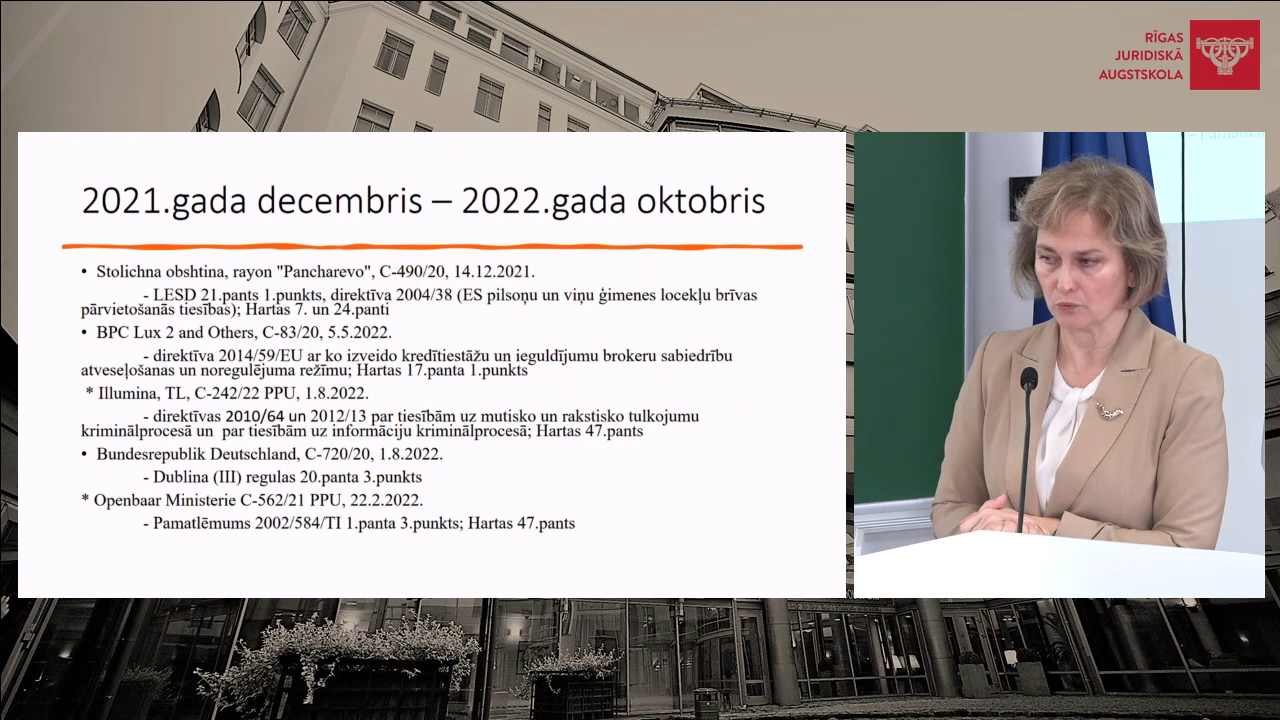 RĪGAS
JURIDISKĀ
AUGSTSKOLA
2021.gada decembris – 2022.gada oktobris
• Stolichna obshtina, rayon "Pancharevo", C-490/20, 14.12.2021.
- LESD 21.pants 1.punkts, direktīva 2004/38 (ES pilsoņu un viņu ģimenes locekļu brīvas
pārvietošanās tiesības); Hartas 7. un 24.panti
• BPC Lux 2 and Others, C-83/20, 5.5.2022.
- direktīva 2014/59/EU ar ko izveido kredītiestāžu un ieguldījumu brokeru sabiedrību
atveseļošanas un noregulējuma režīmu; Hartas 17.panta 1.punkts
* Illumina, TL, C-242/22 PPU, 1.8.2022.
- direktīvas 2010/64 un 2012/13 par tiesībām uz mutisko un rakstisko tulkojumu
kriminālprocesā un par tiesībām uz informāciju kriminālprocesā; Hartas 47.pants
• Bundesrepublik Deutschland, C-720/20, 1.8.2022.
- Dublina (III) regulas 20.panta 3.punkts
* Openbaar Ministerie C-562/21 PPU, 22.2.2022.
- Pamatlēmums 2002/584/TI 1.panta 3.punkts; Hartas 47.pants